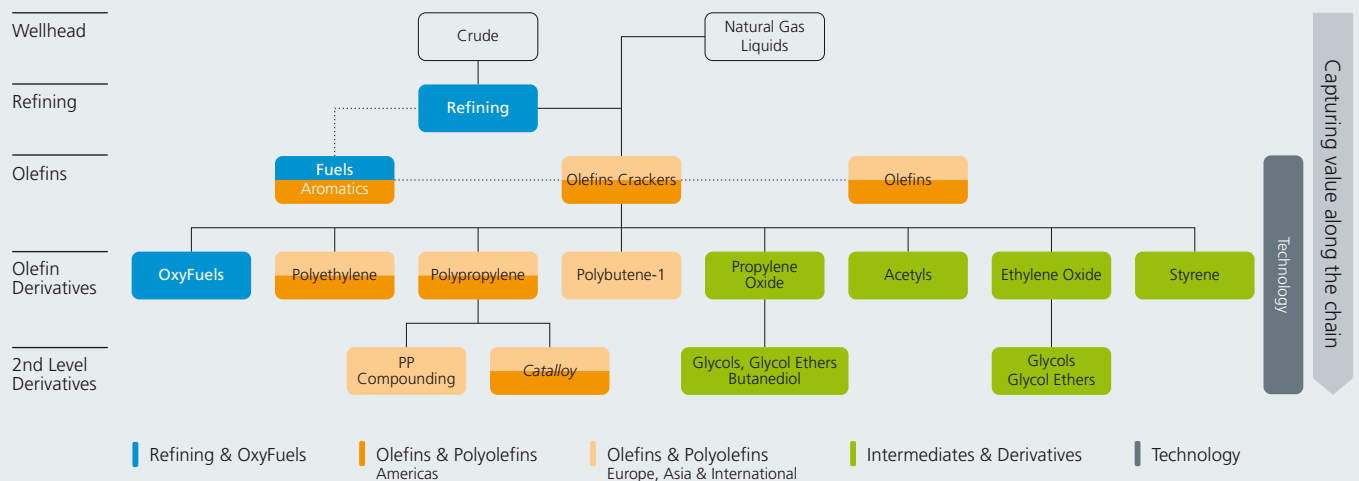 Wellhead
Crude
Natural Gas
Liquids
Refining
Refining
Olefins
Fuels
Aromatics
Olefins Crackers
Olefins
Olefin
Derivatives
OxyFuels
Polyethylene
Polypropylene
Polybutene-1
Propylene
Oxide
Acetyls
Ethylene Oxide
Styrene
2nd Level
Derivatives
PP
Compounding
Catalloy
Glycols, Glycol Ethers
Butanediol
Glycols
Glycol Ethers
Technology
Capturing value along the chain
Refining & OxyFuels
Olefins & Polyolefins
Americas
Olefins & Polyolefins
Europe, Asia & International
Intermediates & Derivatives
Technology